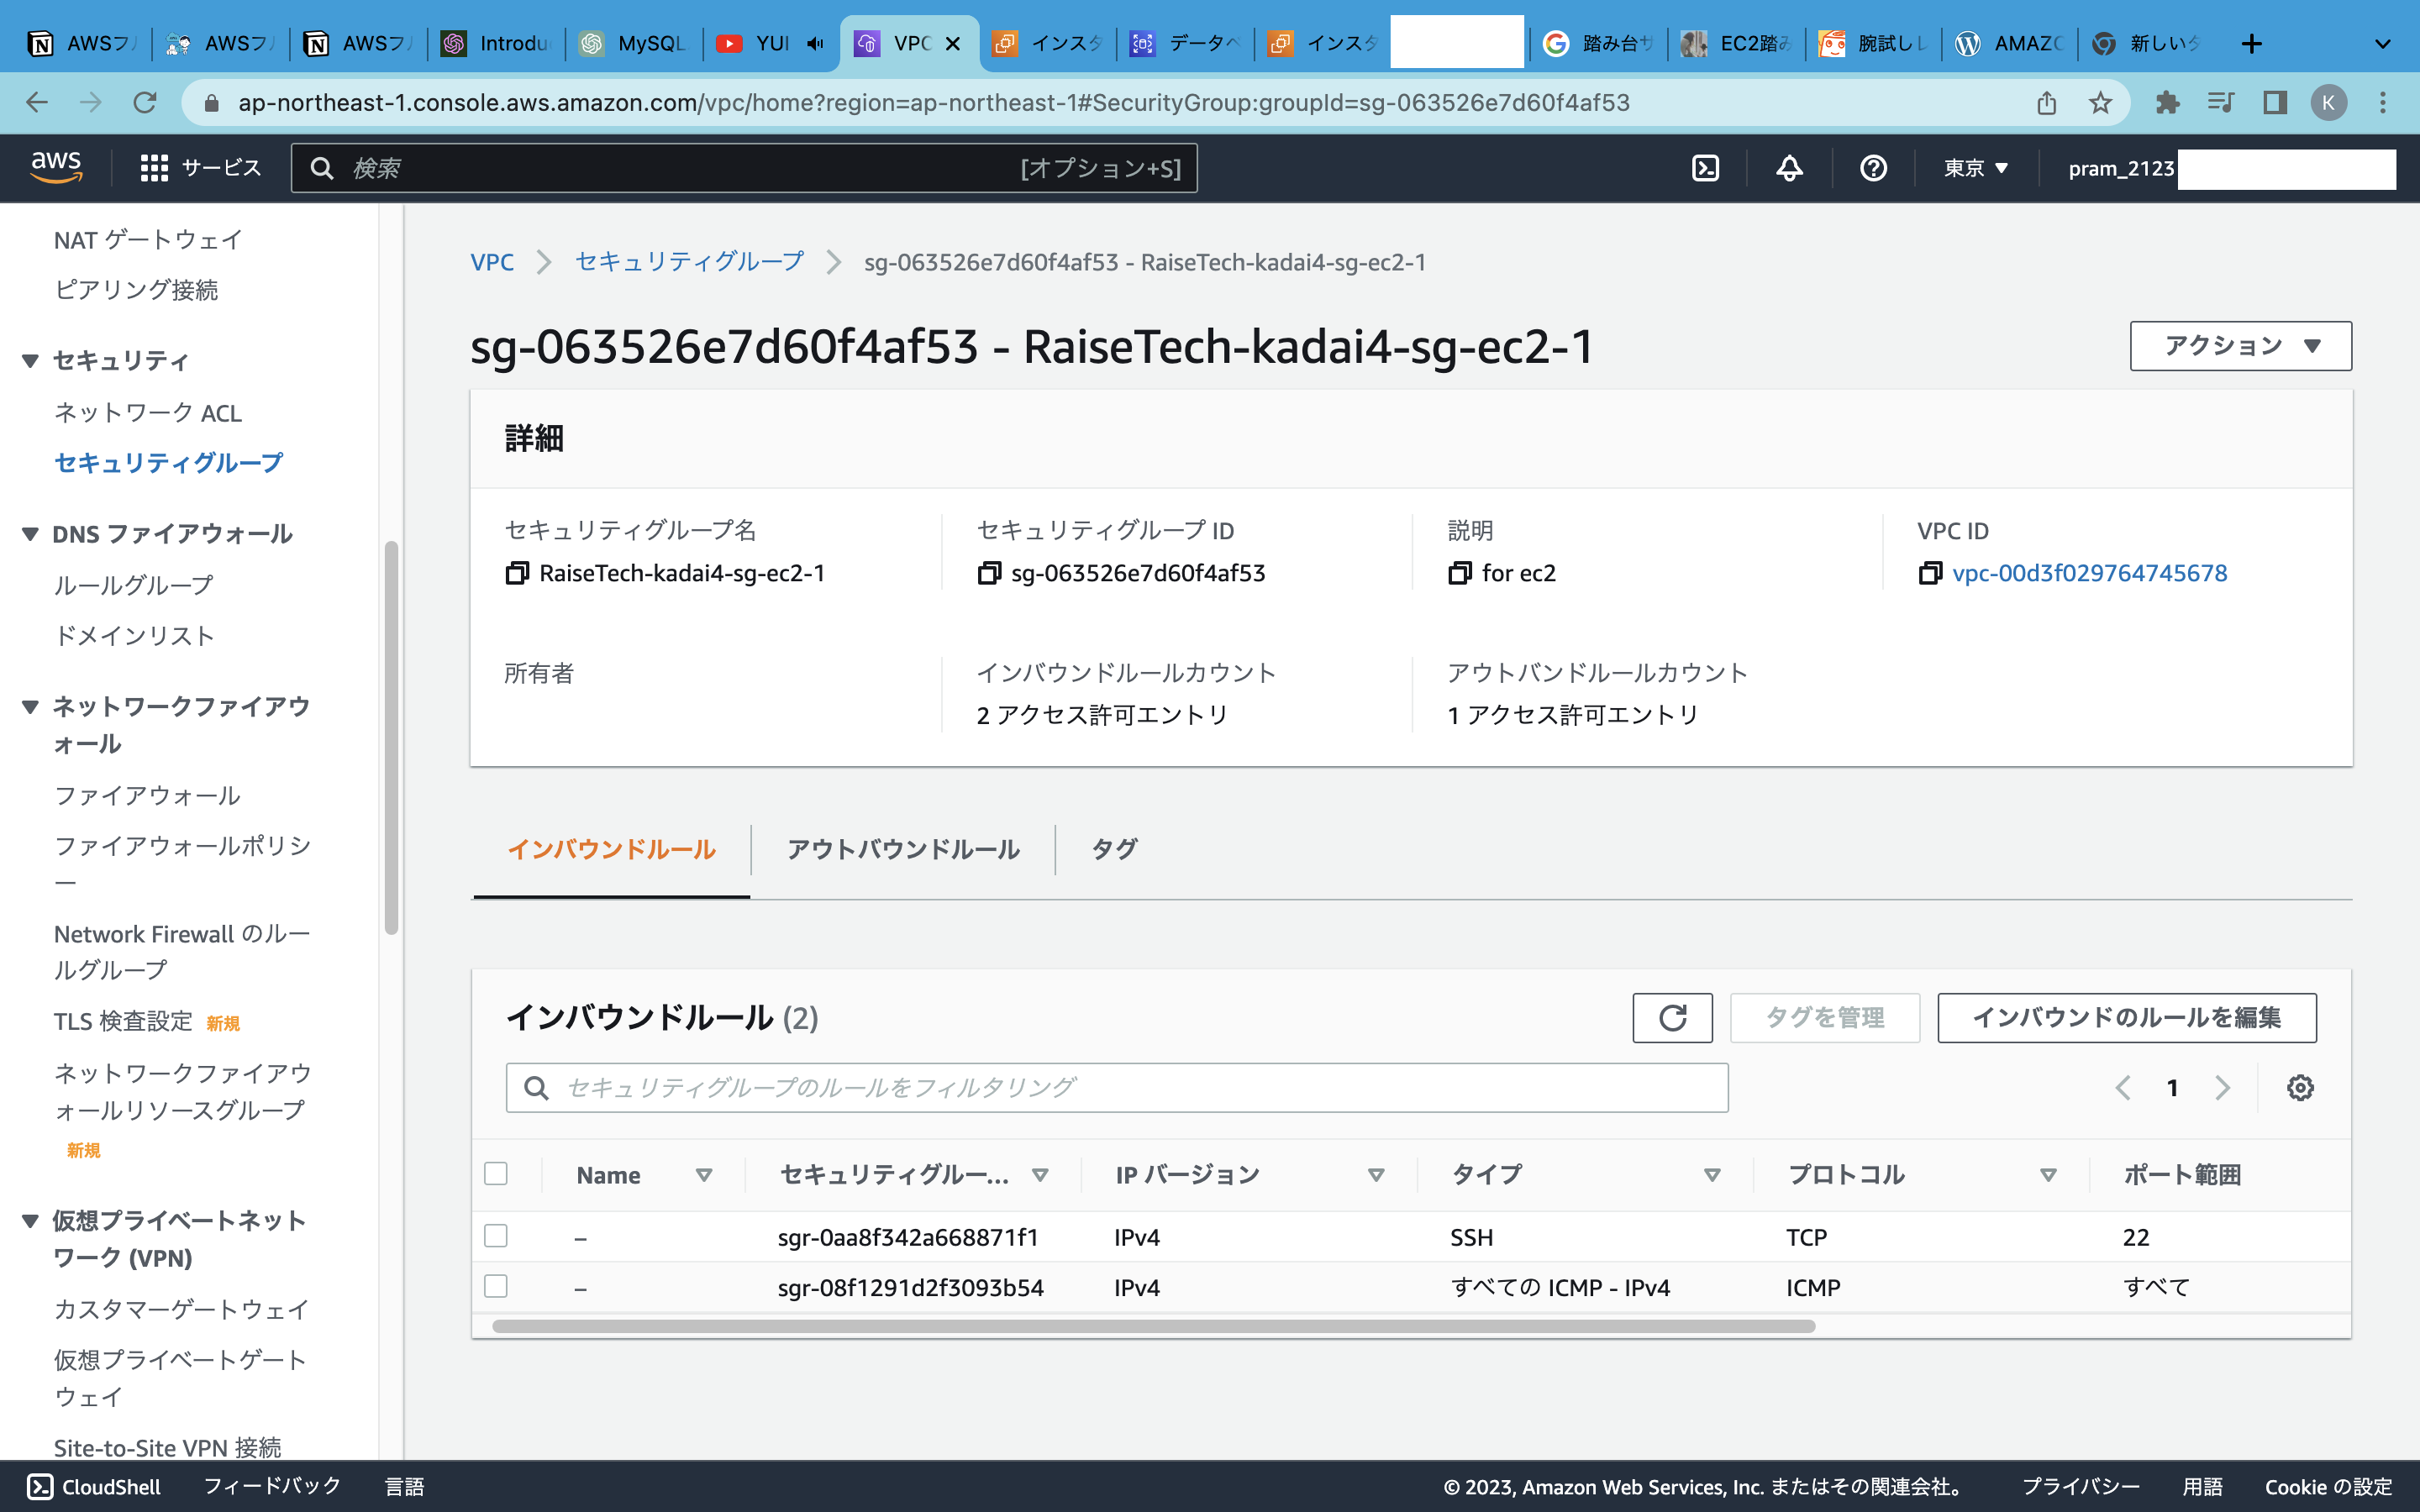 AWSフル
AWSフル
AWSフル
Introdu
MySQL
YUI
VPC
インスタ
データベ
インスタ
踏み台サ
EC2踏み
腕試しレ
AMAZO
新しいタ
ap-northeast-1.console.aws.amazon.com/vpc/home?region=ap-northeast-1#SecurityGroup:groupId=sg-063526e7d60f4af53
K
aws
サービス
検索
[オプション+S]
東京
pram_2123
NAT ゲートウェイ
ピアリング接続
セキュリティ
ネットワーク ACL
セキュリティグループ
DNS ファイアウォール
ルールグループ
ドメインリスト
ネットワークファイアウ
ォール
ファイアウォール
ファイアウォールポリシ
ー
Network Firewall のルー
ルグループ
TLS 検査設定 新規
ネットワークファイアウ
ォールリソースグループ
新規
仮想プライベートネット
ワーク (VPN)
カスタマーゲートウェイ
仮想プライベートゲート
ウェイ
Site-to-Site VPN 接続
VPC
セキュリティグループ
sg-063526e7d60f4af53 - RaiseTech-kadai4-sg-ec2-1
sg-063526e7d60f4af53 - RaiseTech-kadai4-sg-ec2-1
アクション
詳細
セキュリティグループ名
RaiseTech-kadai4-sg-ec2-1
セキュリティグループ ID
sg-063526e7d60f4af53
説明
for ec2
VPC ID
vpc-00d3f029764745678
所有者
インバウンドルールカウント
2 アクセス許可エントリ
アウトバンドルールカウント
1 アクセス許可エントリ
インバウンドルール
アウトバウンドルール
タグ
インバウンドルール (2)
タグを管理
インバウンドのルールを編集
セキュリティグループのルールをフィルタリング
1
Name
セキュリティグルー...
IP バージョン
タイプ
プロトコル
ポート範囲
– sgr-0aa8f342a668871f1 IPv4 SSH TCP 22
– sgr-08f1291d2f3093b54 IPv4 すべての ICMP - IPv4 ICMP すべて
CloudShell
フィードバック
言語
© 2023, Amazon Web Services, Inc. またはその関連会社。
プライバシー
用語
Cookie の設定